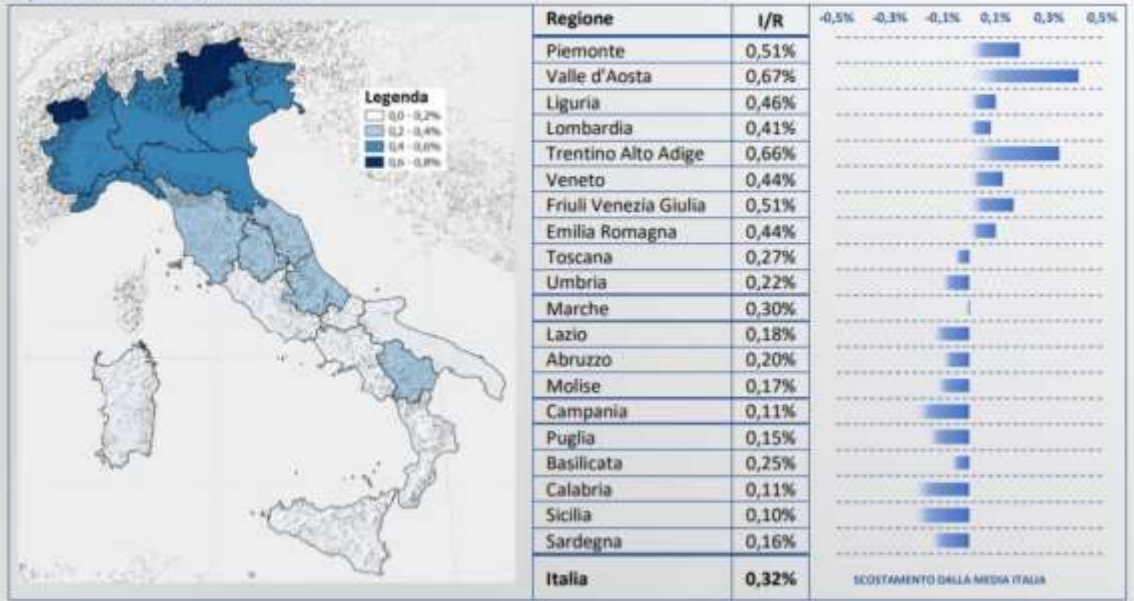 Regione I/R -0,5% -0,3% -0,1% 0,1% 0,3% 0,5%
Piemonte 0,51%
Valle d'Aosta 0,67%
Liguria 0,46%
Lombardia 0,41%
Trentino Alto Adige 0,66%
Veneto 0,44%
Friuli Venezia Giulia 0,51%
Emilia Romagna 0,44%
Toscana 0,27%
Umbria 0,22%
Marche 0,30%
Lazio 0,18%
Abruzzo 0,20%
Molise 0,17%
Campania 0,11%
Puglia 0,15%
Basilicata 0,25%
Calabria 0,11%
Sicilia 0,10%
Sardegna 0,16%
Italia 0,32%
SCOSTAMENTO DALLA MEDIA ITALIA
Legenda
0,0 - 0,2%
0,2 - 0,4%
0,4 - 0,6%
0,6 - 0,8%